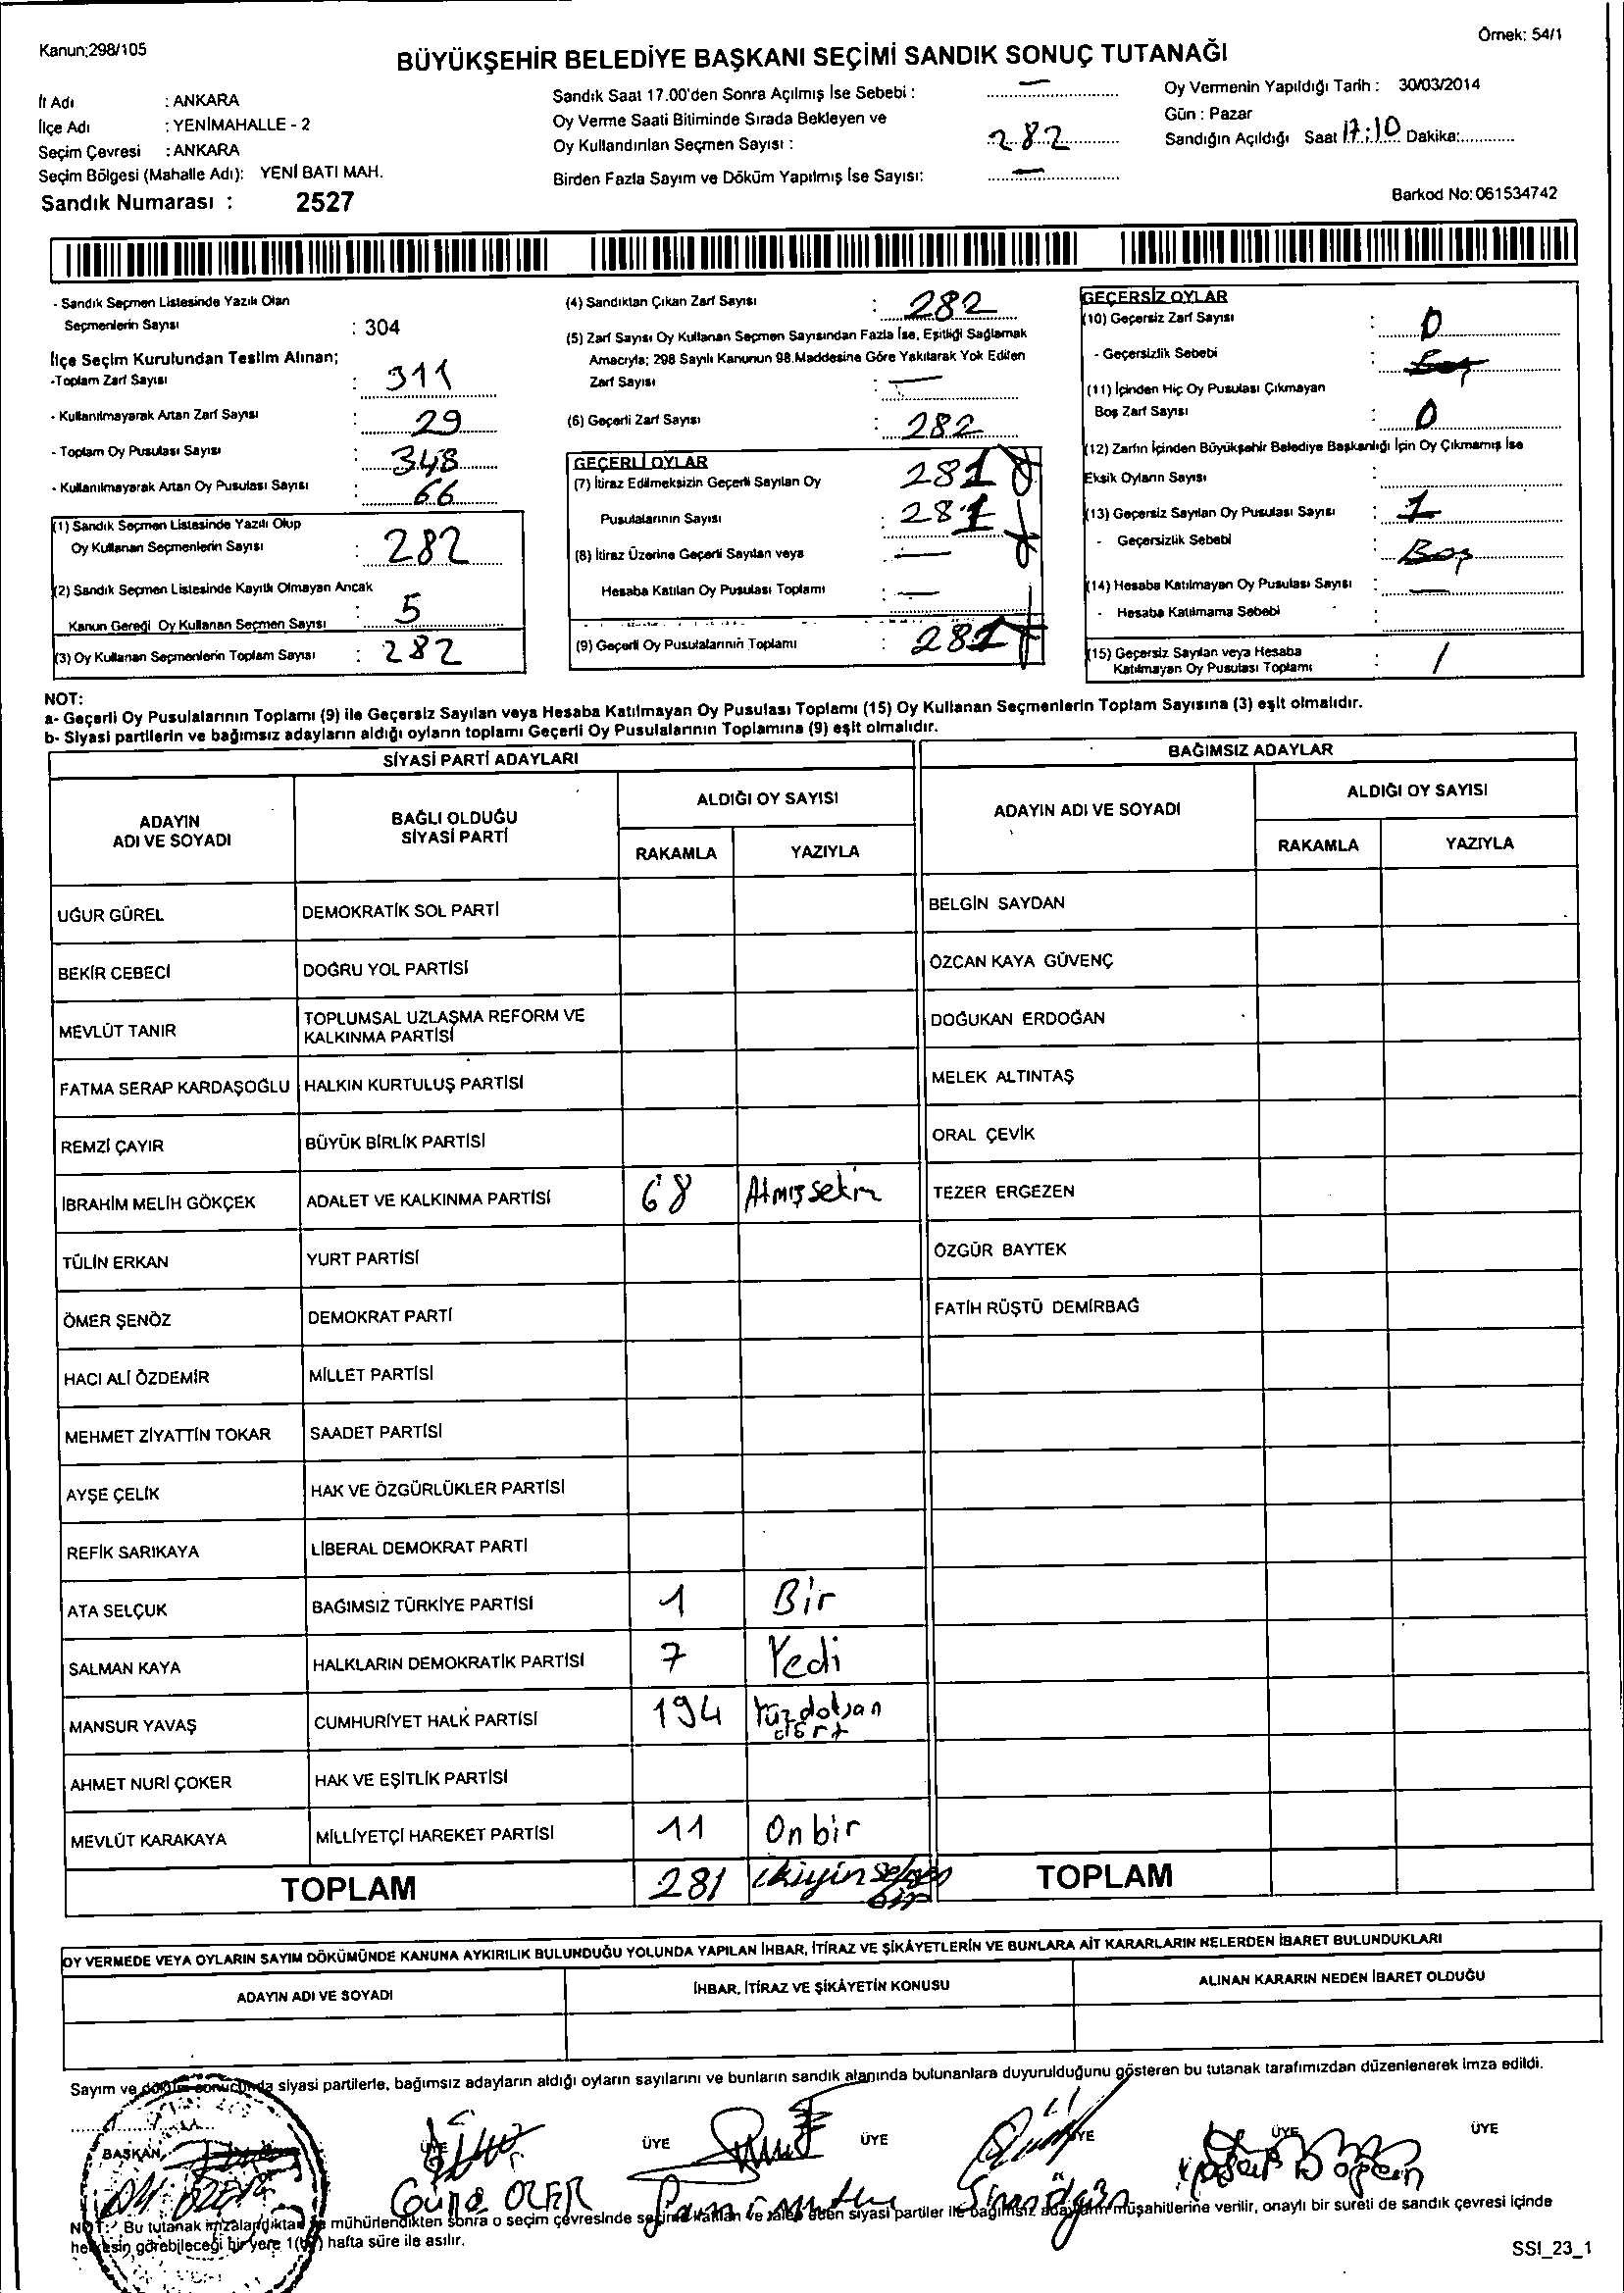 Kanun;298/105
Örnek: 54/1
BÜYÜKŞEHİR BELEDİYE BAŞKANI SEÇİMİ SANDIK SONUÇ TUTANAĞI
İl Adı : ANKARA
İlçe Adı : YENİMAHALLE - 2
Seçim Çevresi : ANKARA
Seçim Bölgesi (Mahalle Adı): YENİ BATI MAH.
Sandık Numarası : 2527
Sandık Saat 17.00'den Sonra Açılmış İse Sebebi : —
Oy Verme Saati Bitiminde Sırada Bekleyen ve
Oy Kullandırılan Seçmen Sayısı : 282
Birden Fazla Sayım ve Döküm Yapılmış İse Sayısı: —
Oy Vermenin Yapıldığı Tarih : 30/03/2014
Gün : Pazar
Sandığın Açıldığı Saat 17:10 Dakika:
Barkod No: 061534742
- Sandık Seçmen Listesinde Yazılı Olan
Seçmenlerin Sayısı : 304
İlçe Seçim Kurulundan Teslim Alınan;
-Toplam Zarf Sayısı : 311
- Kullanılmayarak Artan Zarf Sayısı : 29
- Toplam Oy Pusulası Sayısı : 348
- Kullanılmayarak Artan Oy Pusulası Sayısı : 66
(1) Sandık Seçmen Listesinde Yazılı Olup
Oy Kullanan Seçmenlerin Sayısı : 282
(2) Sandık Seçmen Listesinde Kayıtlı Olmayan Ancak
Kanun Gereği Oy Kullanan Seçmen Sayısı : 5
(3) Oy Kullanan Seçmenlerin Toplam Sayısı : 282
(4) Sandıktan Çıkan Zarf Sayısı : 282
(5) Zarf Sayısı Oy Kullanan Seçmen Sayısından Fazla İse, Eşitliği Sağlamak
Amacıyla; 298 Sayılı Kanunun 98.Maddesine Göre Yakılarak Yok Edilen
Zarf Sayısı : —
(6) Geçerli Zarf Sayısı : 282
GEÇERLİ OYLAR
(7) İtiraz Edilmeksizin Geçerli Sayılan Oy 281
Pusulalarının Sayısı : 281
(8) İtiraz Üzerine Geçerli Sayılan veya —
Hesaba Katılan Oy Pusulası Toplamı : —
(9) Geçerli Oy Pusulalarının Toplamı : 281
GEÇERSİZ OYLAR
(10) Geçersiz Zarf Sayısı : 0
- Geçersizlik Sebebi : Boş
(11) İçinden Hiç Oy Pusulası Çıkmayan
Boş Zarf Sayısı : 0
(12) Zarfın İçinden Büyükşehir Belediye Başkanlığı İçin Oy Çıkmamış İse
Eksik Oyların Sayısı :
(13) Geçersiz Sayılan Oy Pusulası Sayısı : 1
- Geçersizlik Sebebi : Boş
(14) Hesaba Katılmayan Oy Pusulası Sayısı : —
- Hesaba Katılmama Sebebi :
(15) Geçersiz Sayılan veya Hesaba
Katılmayan Oy Pusulası Toplamı : 1
NOT:
a- Geçerli Oy Pusulalarının Toplamı (9) ile Geçersiz Sayılan veya Hesaba Katılmayan Oy Pusulası Toplamı (15) Oy Kullanan Seçmenlerin Toplam Sayısına (3) eşit olmalıdır.
b- Siyasi partilerin ve bağımsız adayların aldığı oyların toplamı Geçerli Oy Pusulalarının Toplamına (9) eşit olmalıdır.
SİYASİ PARTİ ADAYLARI
BAĞIMSIZ ADAYLAR
ADAYIN ADI VE SOYADI
BAĞLI OLDUĞU SİYASİ PARTİ
ALDIĞI OY SAYISI
RAKAMLA YAZIYLA
ADAYIN ADI VE SOYADI
ALDIĞI OY SAYISI
RAKAMLA YAZIYLA
UĞUR GÜREL DEMOKRATİK SOL PARTİ BELGİN SAYDAN
BEKİR CEBECİ DOĞRU YOL PARTİSİ ÖZCAN KAYA GÜVENÇ
MEVLÜT TANIR TOPLUMSAL UZLAŞMA REFORM VE KALKINMA PARTİSİ DOĞUKAN ERDOĞAN
FATMA SERAP KARDAŞOĞLU HALKIN KURTULUŞ PARTİSİ MELEK ALTINTAŞ
REMZİ ÇAYIR BÜYÜK BİRLİK PARTİSİ ORAL ÇEVİK
İBRAHİM MELİH GÖKÇEK ADALET VE KALKINMA PARTİSİ 68 Atmışsekiz TEZER ERGEZEN
TÜLİN ERKAN YURT PARTİSİ ÖZGÜR BAYTEK
ÖMER ŞENÖZ DEMOKRAT PARTİ FATİH RÜŞTÜ DEMİRBAĞ
HACI ALİ ÖZDEMİR MİLLET PARTİSİ
MEHMET ZİYATTİN TOKAR SAADET PARTİSİ
AYŞE ÇELİK HAK VE ÖZGÜRLÜKLER PARTİSİ
REFİK SARIKAYA LİBERAL DEMOKRAT PARTİ
ATA SELÇUK BAĞIMSIZ TÜRKİYE PARTİSİ 1 Bir
SALMAN KAYA HALKLARIN DEMOKRATİK PARTİSİ 7 Yedi
MANSUR YAVAŞ CUMHURİYET HALK PARTİSİ 194 Yüzdoksan dört
AHMET NURİ ÇOKER HAK VE EŞİTLİK PARTİSİ
MEVLÜT KARAKAYA MİLLİYETÇİ HAREKET PARTİSİ 11 Onbir
TOPLAM 281 bir TOPLAM
OY VERMEDE VEYA OYLARIN SAYIM DÖKÜMÜNDE KANUNA AYKIRILIK BULUNDUĞU YOLUNDA YAPILAN İHBAR, İTİRAZ VE ŞİKÂYETLERİN VE BUNLARA AİT KARARLARIN NELERDEN İBARET BULUNDUKLARI
ADAYIN ADI VE SOYADI
İHBAR, İTİRAZ VE ŞİKÂYETİN KONUSU
ALINAN KARARIN NEDEN İBARET OLDUĞU
Sayım ve döküm sonucunda siyasi partilerle, bağımsız adayların aldığı oyların sayılarını ve bunların sandık alanında bulunanlara duyurulduğunu gösteren bu tutanak tarafımızdan düzenlenerek imza edildi.
BAŞKAN ÜYE ÜYE ÜYE ÜYE ÜYE ÜYE
NOT: Bu tutanak imzalandıktan ve mühürlendikten sonra o seçim çevresinde seçime katılan ve talep eden siyasi partiler ile bağımsız adayların müşahitlerine verilir, onaylı bir sureti de sandık çevresi içinde
herkesin görebileceği bir yere 1(bir) hafta süre ile asılır.
SSI_23_1